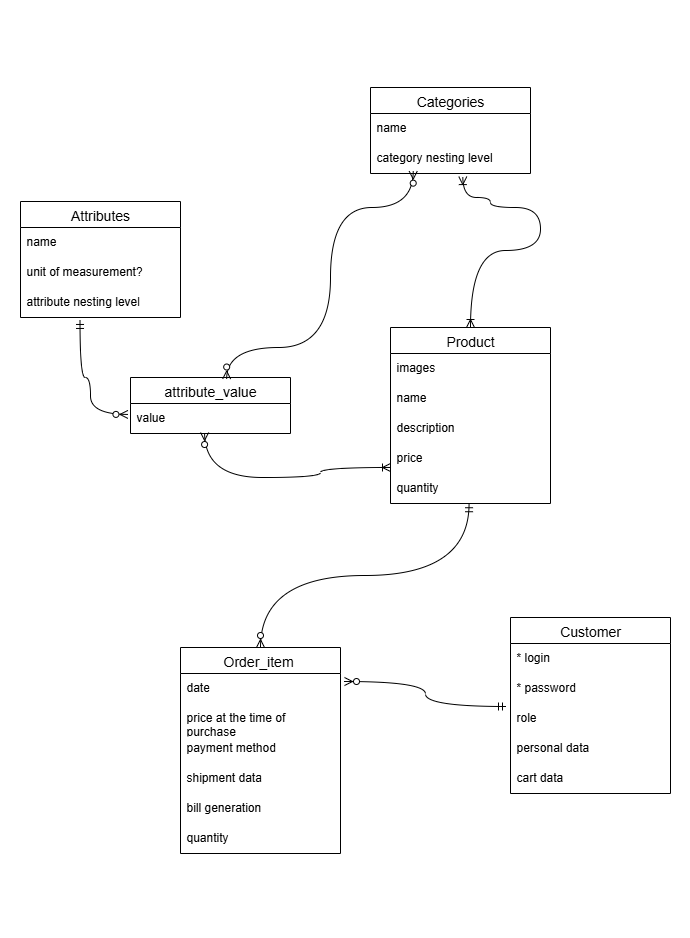 Categories
name
category nesting level
Attributes
name
unit of measurement?
attribute nesting level
Product
images
name
description
price
quantity
attribute_value
value
Order_item
date
price at the time of
purchase
payment method
shipment data
bill generation
quantity
Customer
* login
* password
role
personal data
cart data